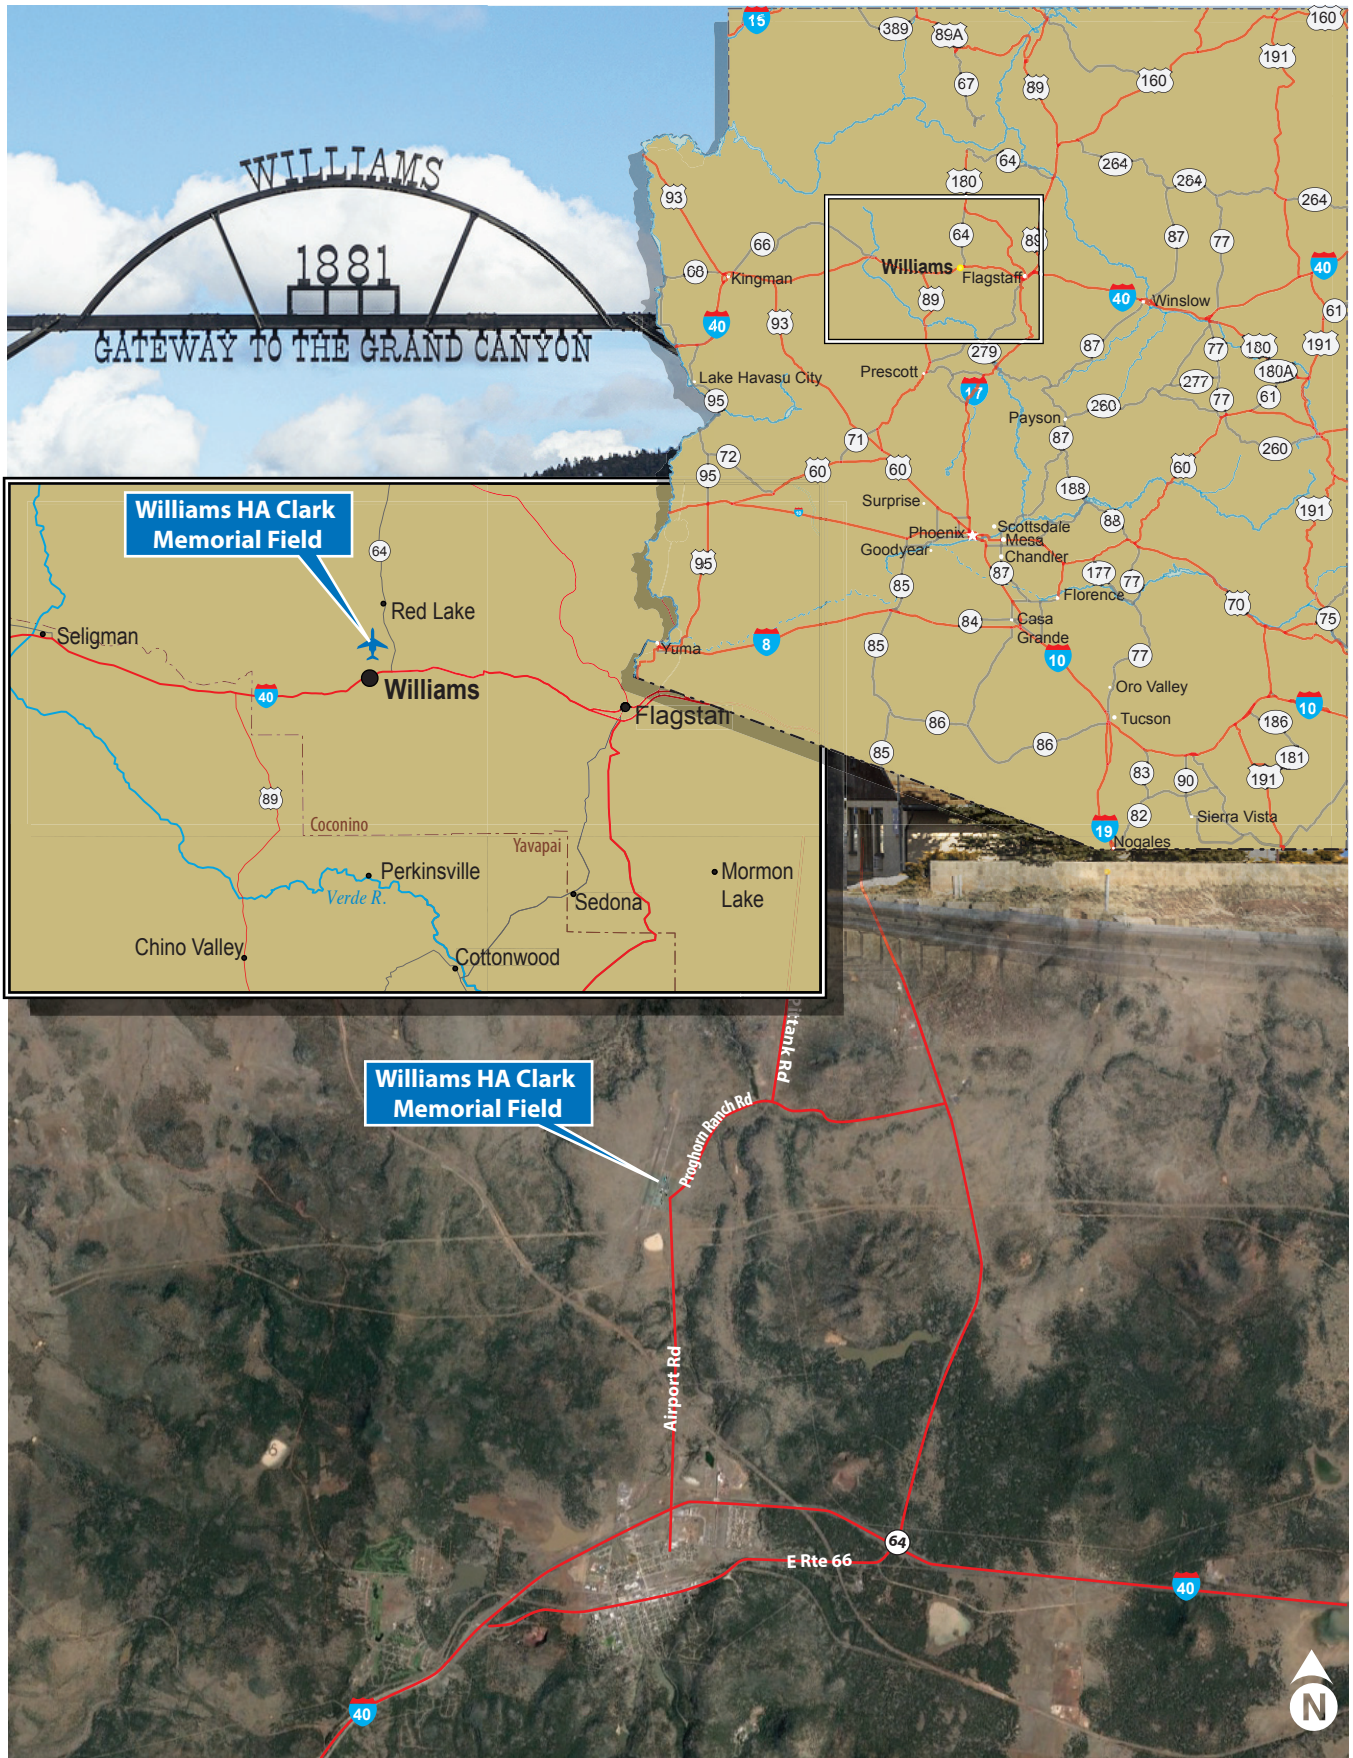 WILLIAMS
1881
GATEWAY TO THE GRAND CANYON
15
389
89A
67
89
160
191
160
93
66
68
Kingman
40
93
180
64
64
89
Williams
Flagstaff
89
264
264
264
87
77
40
40
Winslow
61
279
87
77
180
191
180A
277
77
61
Lake Havasu City
95
Prescott
17
Payson
260
87
260
71
72
95
60
60
60
188
191
Surprise
Phoenix
Scottsdale
Mesa
Goodyear
Chandler
88
95
85
87
177
77
Florence
70
75
84
Casa
Grande
Yuma
8
85
10
77
Oro Valley
10
86
Tucson
186
85
86
83
90
181
191
82
Sierra Vista
19
Nogales
Williams HA Clark
Memorial Field
64
Red Lake
Seligman
40
Williams
Flagstaff
89
Coconino
Yavapai
Perkinsville
Verde R.
Mormon
Lake
Sedona
Chino Valley
Cottonwood
Pittank Rd
Williams HA Clark
Memorial Field
Proghorn Ranch Rd
Airport Rd
64
E Rte 66
40
40
N